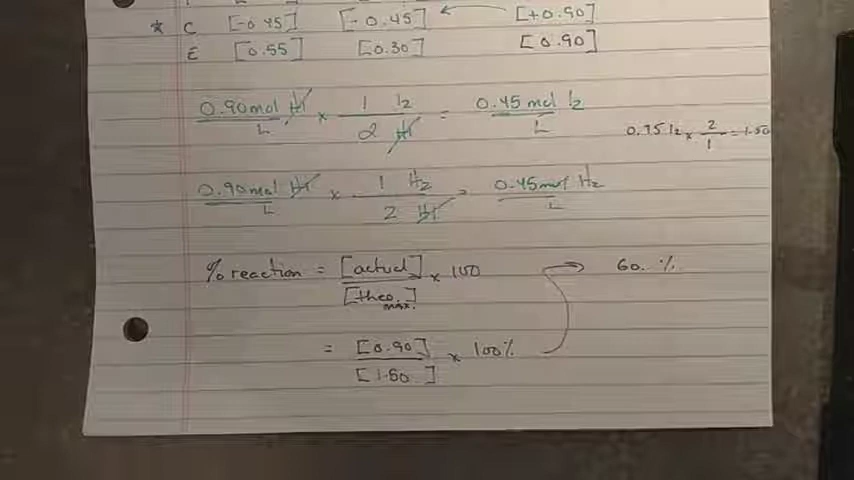 * C [-0.45] [-0.45] ← [+0.90]
E [0.55] [0.30] [0.90]
0.90 mol HI / L × 1 I2 / 2 HI = 0.45 mol I2 / L
0.75 I2 × 2/1 = 1.50
0.90 mol HI / L × 1 H2 / 2 HI = 0.45 mol H2 / L
% reaction = [actual] / [theo. max.] × 100 → 60. %
= [0.90] / [1.50] × 100%